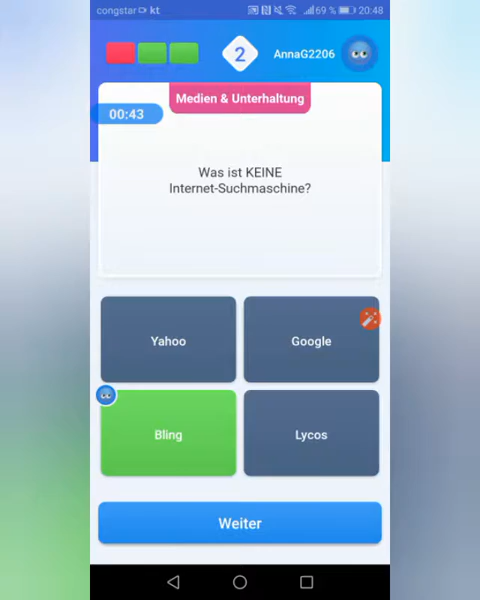 congstar kt 69 % 20:48
2 AnnaG2206
Medien & Unterhaltung
00:43
Was ist KEINE
Internet-Suchmaschine?
Yahoo
Google
Bling
Lycos
Weiter